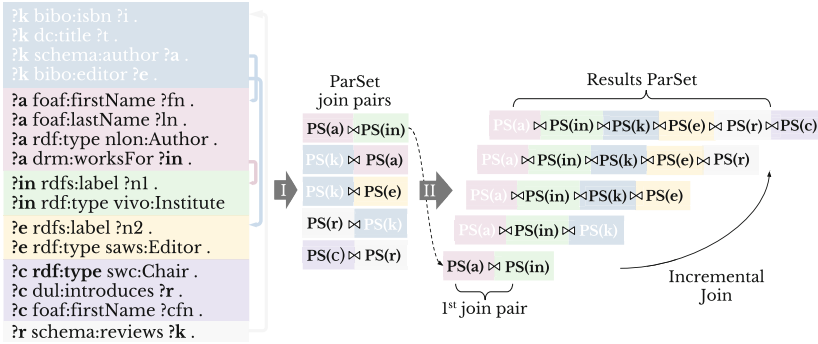 ?k bibo:isbn ?i .
?k dc:title ?t .
?k schema:author ?a .
?k bibo:editor ?e .
?a foaf:firstName ?fn .
?a foaf:lastName ?ln .
?a rdf:type nlon:Author .
?a drm:worksFor ?in .
?in rdfs:label ?n1 .
?in rdf:type vivo:Institute
?e rdfs:label ?n2 .
?e rdf:type saws:Editor .
?c rdf:type swc:Chair .
?c dul:introduces ?r .
?c foaf:firstName ?cfn .
?r schema:reviews ?k .
I
ParSet
join pairs
PS(a) ⋈ PS(in)
PS(k) ⋈ PS(a)
PS(k) ⋈ PS(e)
PS(r) ⋈ PS(k)
PS(c) ⋈ PS(r)
II
Results ParSet
PS(a) ⋈ PS(in) ⋈ PS(k) ⋈ PS(e) ⋈ PS(r) ⋈ PS(c)
PS(a) ⋈ PS(in) ⋈ PS(k) ⋈ PS(e) ⋈ PS(r)
PS(a) ⋈ PS(in) ⋈ PS(k) ⋈ PS(e)
PS(a) ⋈ PS(in) ⋈ PS(k)
PS(a) ⋈ PS(in)
1st join pair
Incremental
Join